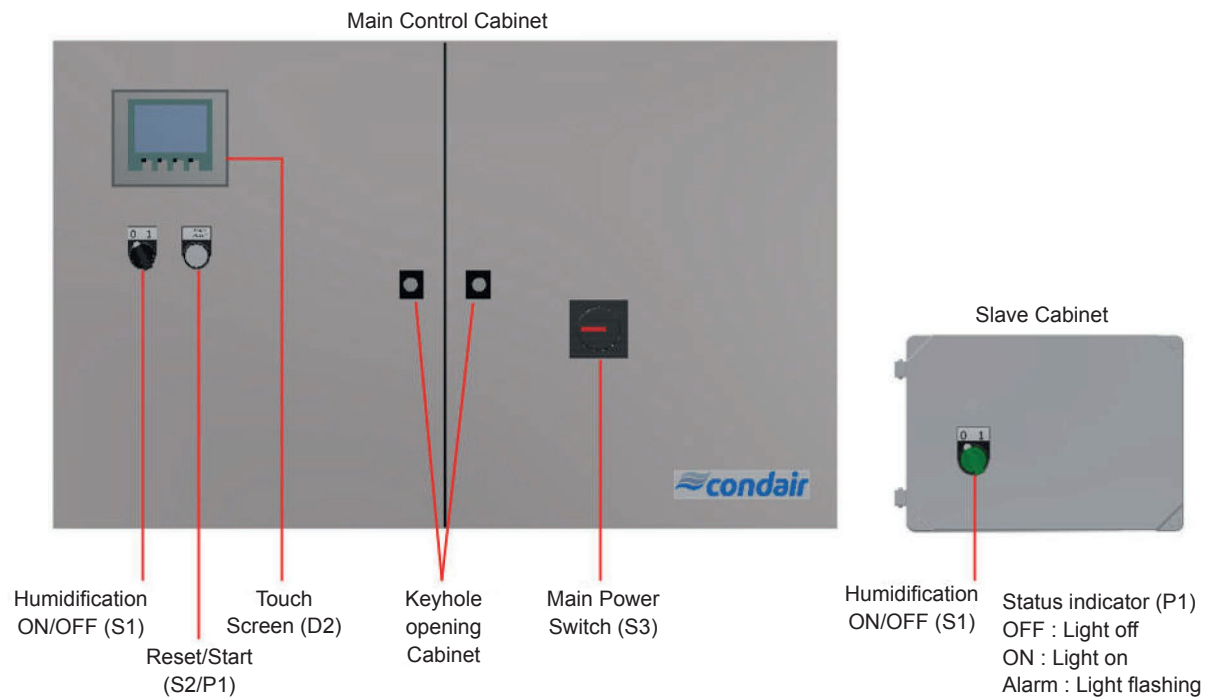 Main Control Cabinet
0 1
condair
Humidification
ON/OFF (S1)
Reset/Start
(S2/P1)
Touch
Screen (D2)
Keyhole
opening
Cabinet
Main Power
Switch (S3)
Slave Cabinet
0 1
Humidification
ON/OFF (S1)
Status indicator (P1)
OFF : Light off
ON : Light on
Alarm : Light flashing